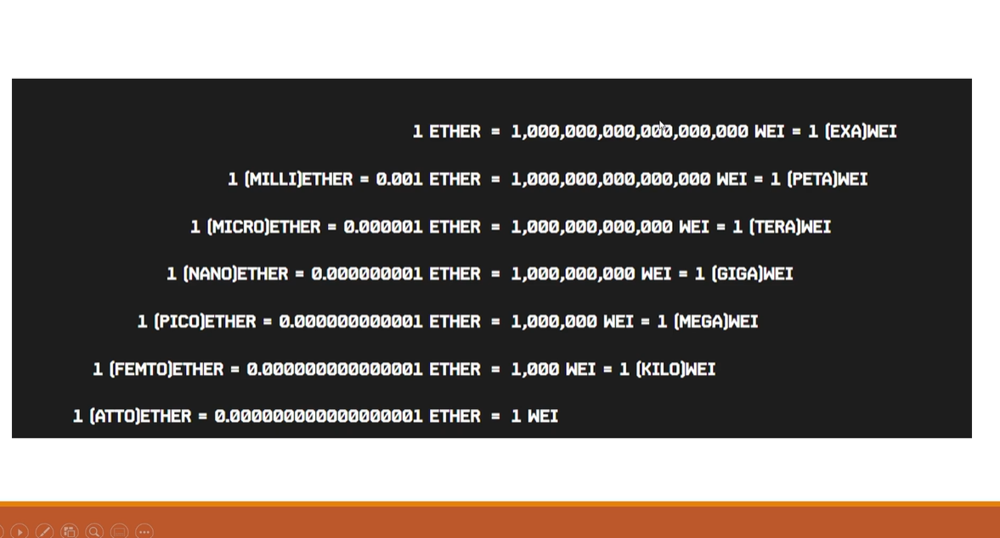 1 ETHER = 1,000,000,000,000,000,000 WEI = 1 (EXA)WEI
1 (MILLI)ETHER = 0.001 ETHER = 1,000,000,000,000,000 WEI = 1 (PETA)WEI
1 (MICRO)ETHER = 0.000001 ETHER = 1,000,000,000,000 WEI = 1 (TERA)WEI
1 (NANO)ETHER = 0.000000001 ETHER = 1,000,000,000 WEI = 1 (GIGA)WEI
1 (PICO)ETHER = 0.000000000001 ETHER = 1,000,000 WEI = 1 (MEGA)WEI
1 (FEMTO)ETHER = 0.000000000000001 ETHER = 1,000 WEI = 1 (KILO)WEI
1 (ATTO)ETHER = 0.000000000000000001 ETHER = 1 WEI